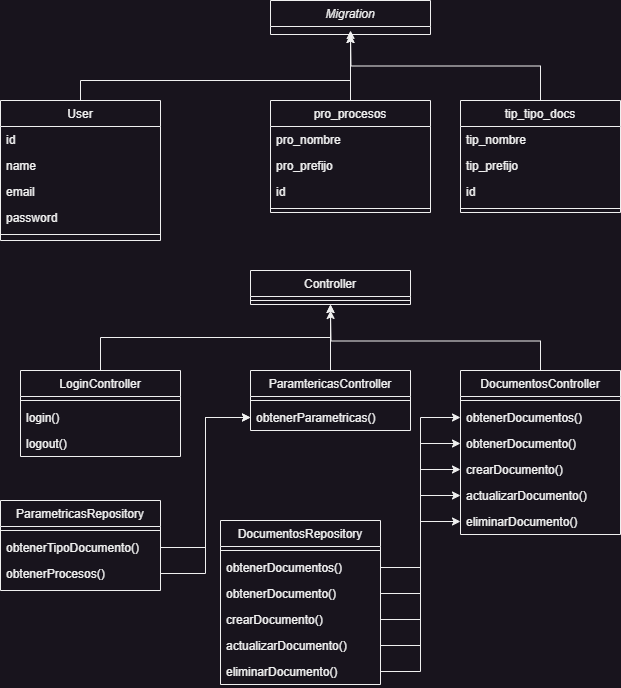 Migration
User
id
name
email
password
pro_procesos
pro_nombre
pro_prefijo
id
tip_tipo_docs
tip_nombre
tip_prefijo
id
Controller
LoginController
login()
logout()
ParamtericasController
obtenerParametricas()
DocumentosController
obtenerDocumentos()
obtenerDocumento()
crearDocumento()
actualizarDocumento()
eliminarDocumento()
ParametricasRepository
obtenerTipoDocumento()
obtenerProcesos()
DocumentosRepository
obtenerDocumentos()
obtenerDocumento()
crearDocumento()
actualizarDocumento()
eliminarDocumento()